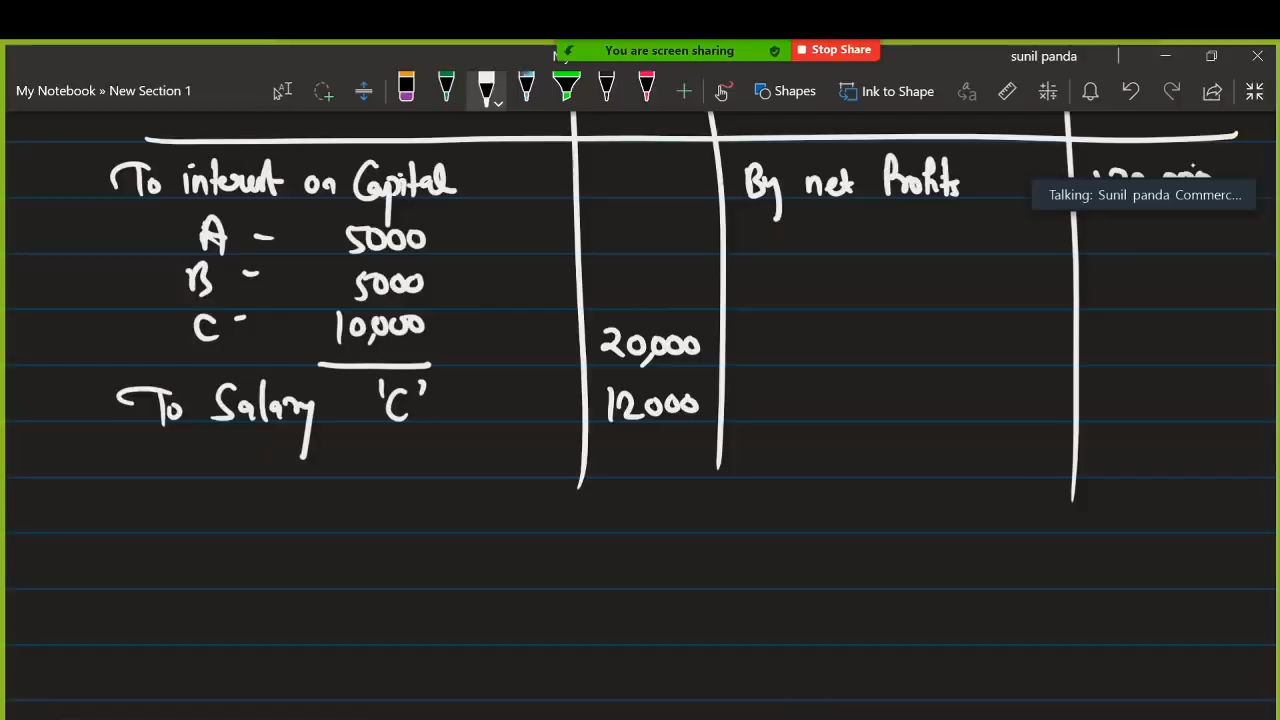 You are screen sharing
Stop Share
sunil panda
My Notebook » New Section 1
Shapes
Ink to Shape
To interest on Capital
By net Profits
Talking: Sunil panda Commerc...
A - 5000
B - 5000
C - 10,000
20,000
To Salary 'C'
12000